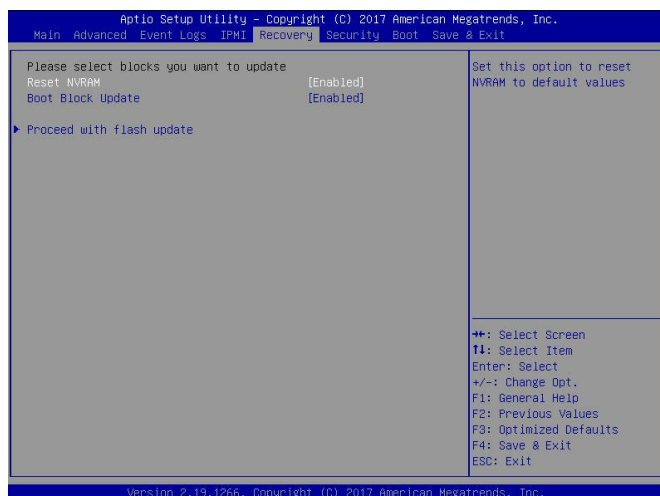 Aptio Setup Utility – Copyright (C) 2017 American Megatrends, Inc.
Main Advanced Event Logs IPMI Recovery Security Boot Save & Exit
Please select blocks you want to update
Reset NVRAM [Enabled]
Boot Block Update [Enabled]
Proceed with flash update
Set this option to reset
NVRAM to default values
→←: Select Screen
↑↓: Select Item
Enter: Select
+/-: Change Opt.
F1: General Help
F2: Previous Values
F3: Optimized Defaults
F4: Save & Exit
ESC: Exit
Version 2.19.1266. Copyright (C) 2017 American Megatrends, Inc.